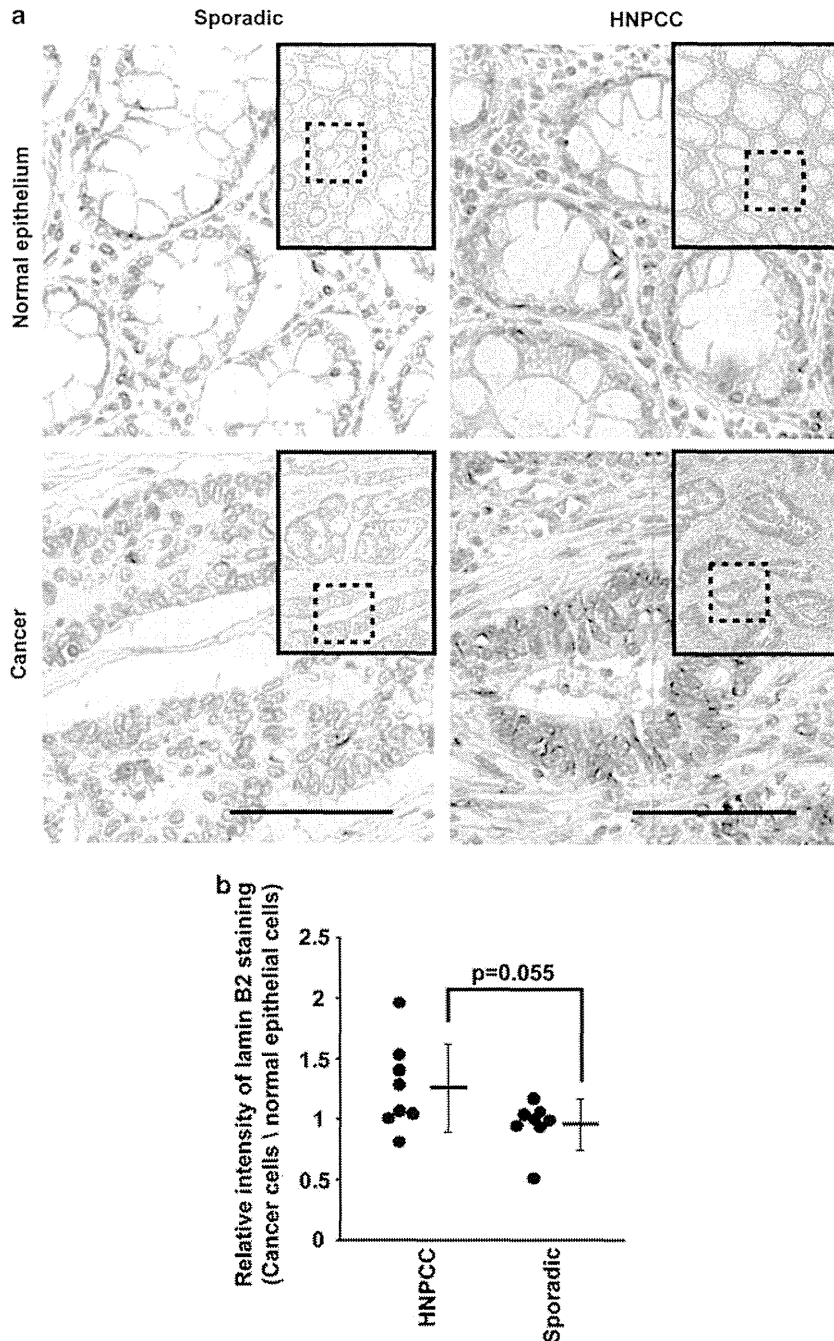 a
Sporadic
HNPCC
Normal epithelium
Cancer
b
Relative intensity of lamin B2 staining
(Cancer cells \ normal epithelial cells)
2.5
2
1.5
1
0.5
0
p=0.055
HNPCC
Sporadic